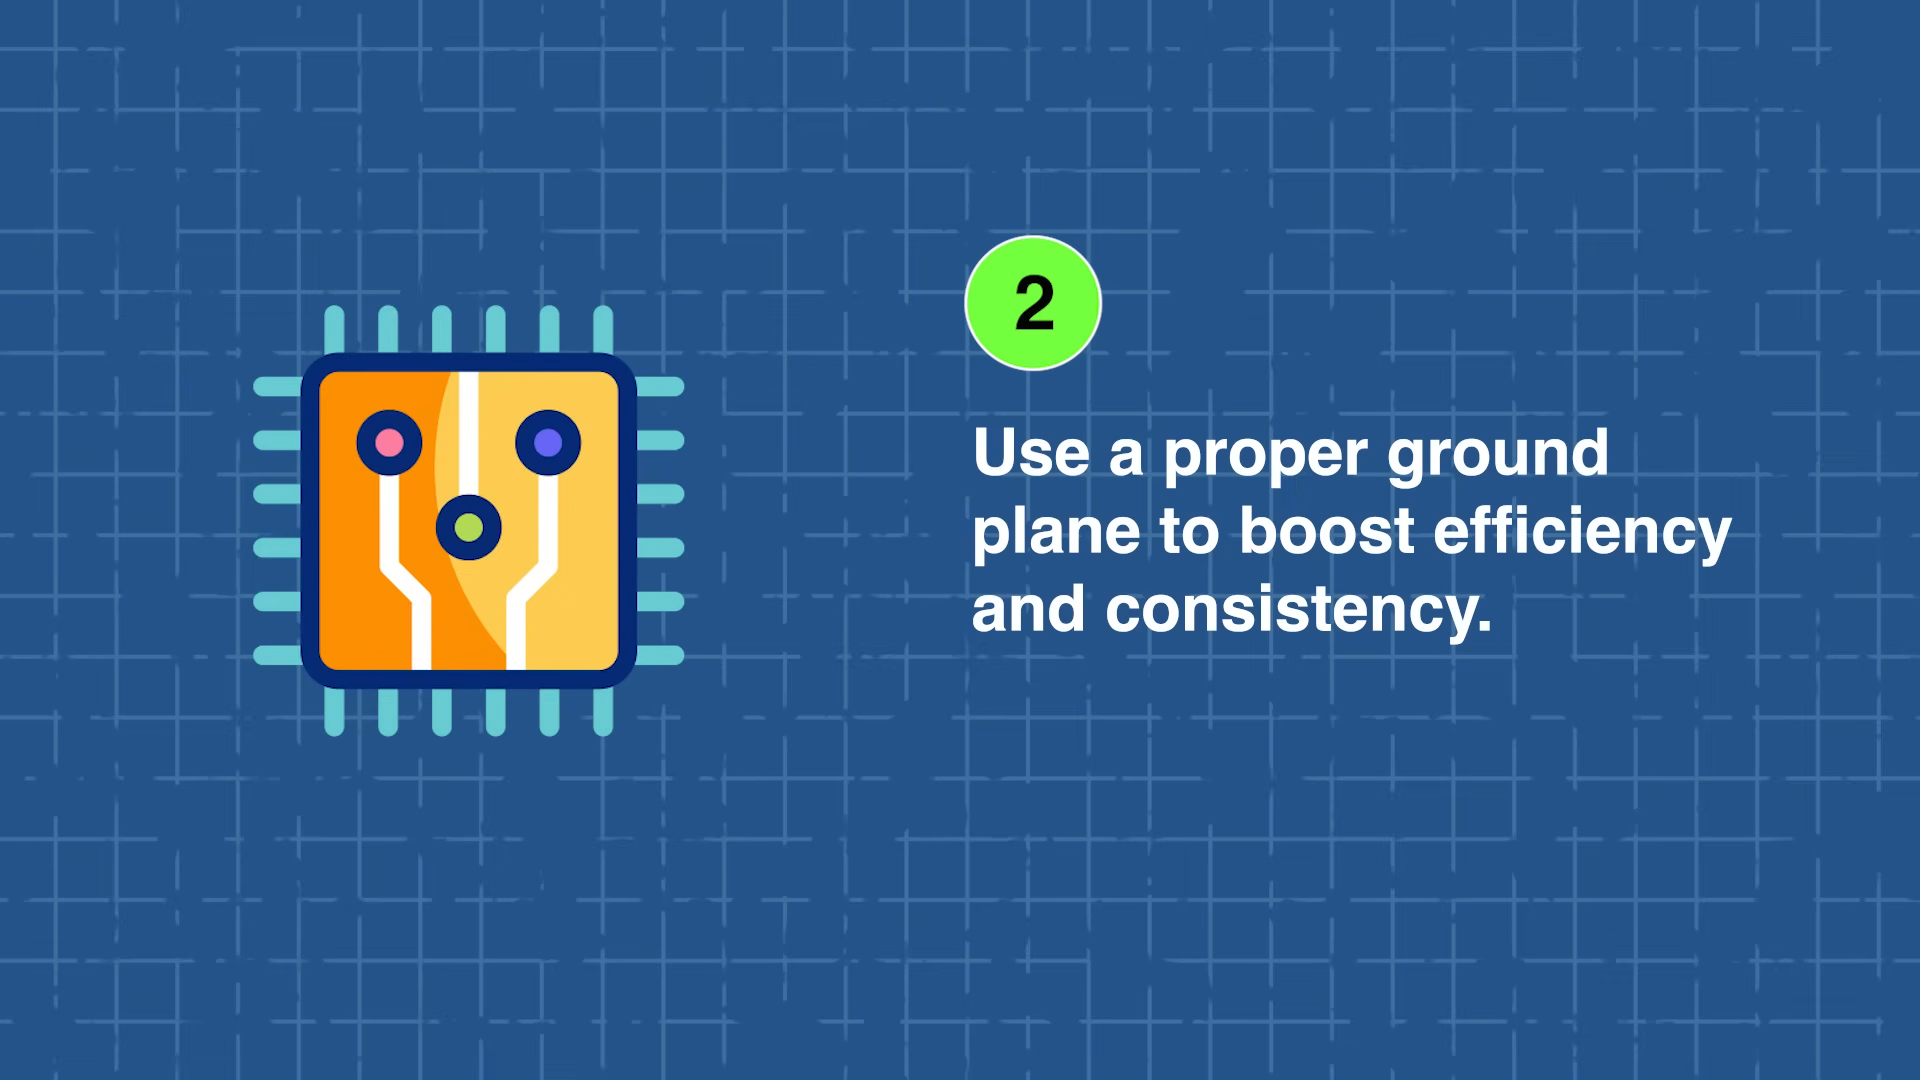 2
Use a proper ground
plane to boost efficiency
and consistency.